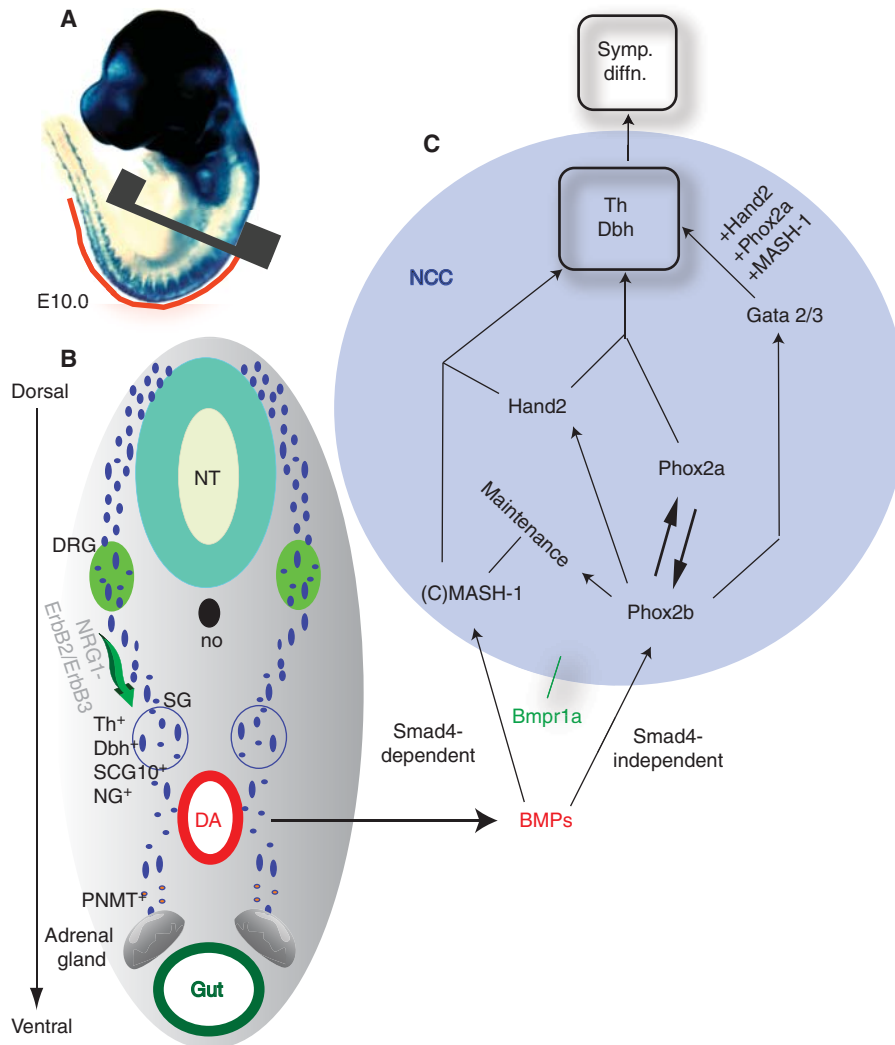 A
E10.0
B
Dorsal
NT
DRG
no
NRG1-
ErbB2/ErbB3
SG
Th⁺
Dbh⁺
SCG10⁺
NG⁺
DA
PNMT⁺
Adrenal
gland
Gut
Ventral
C
Symp.
diffn.
Th
Dbh
+Hand2
+Phox2a
+MASH-1
NCC
Gata 2/3
Hand2
Phox2a
Maintenance
(C)MASH-1
Phox2b
Bmpr1a
Smad4-
dependent
Smad4-
independent
BMPs